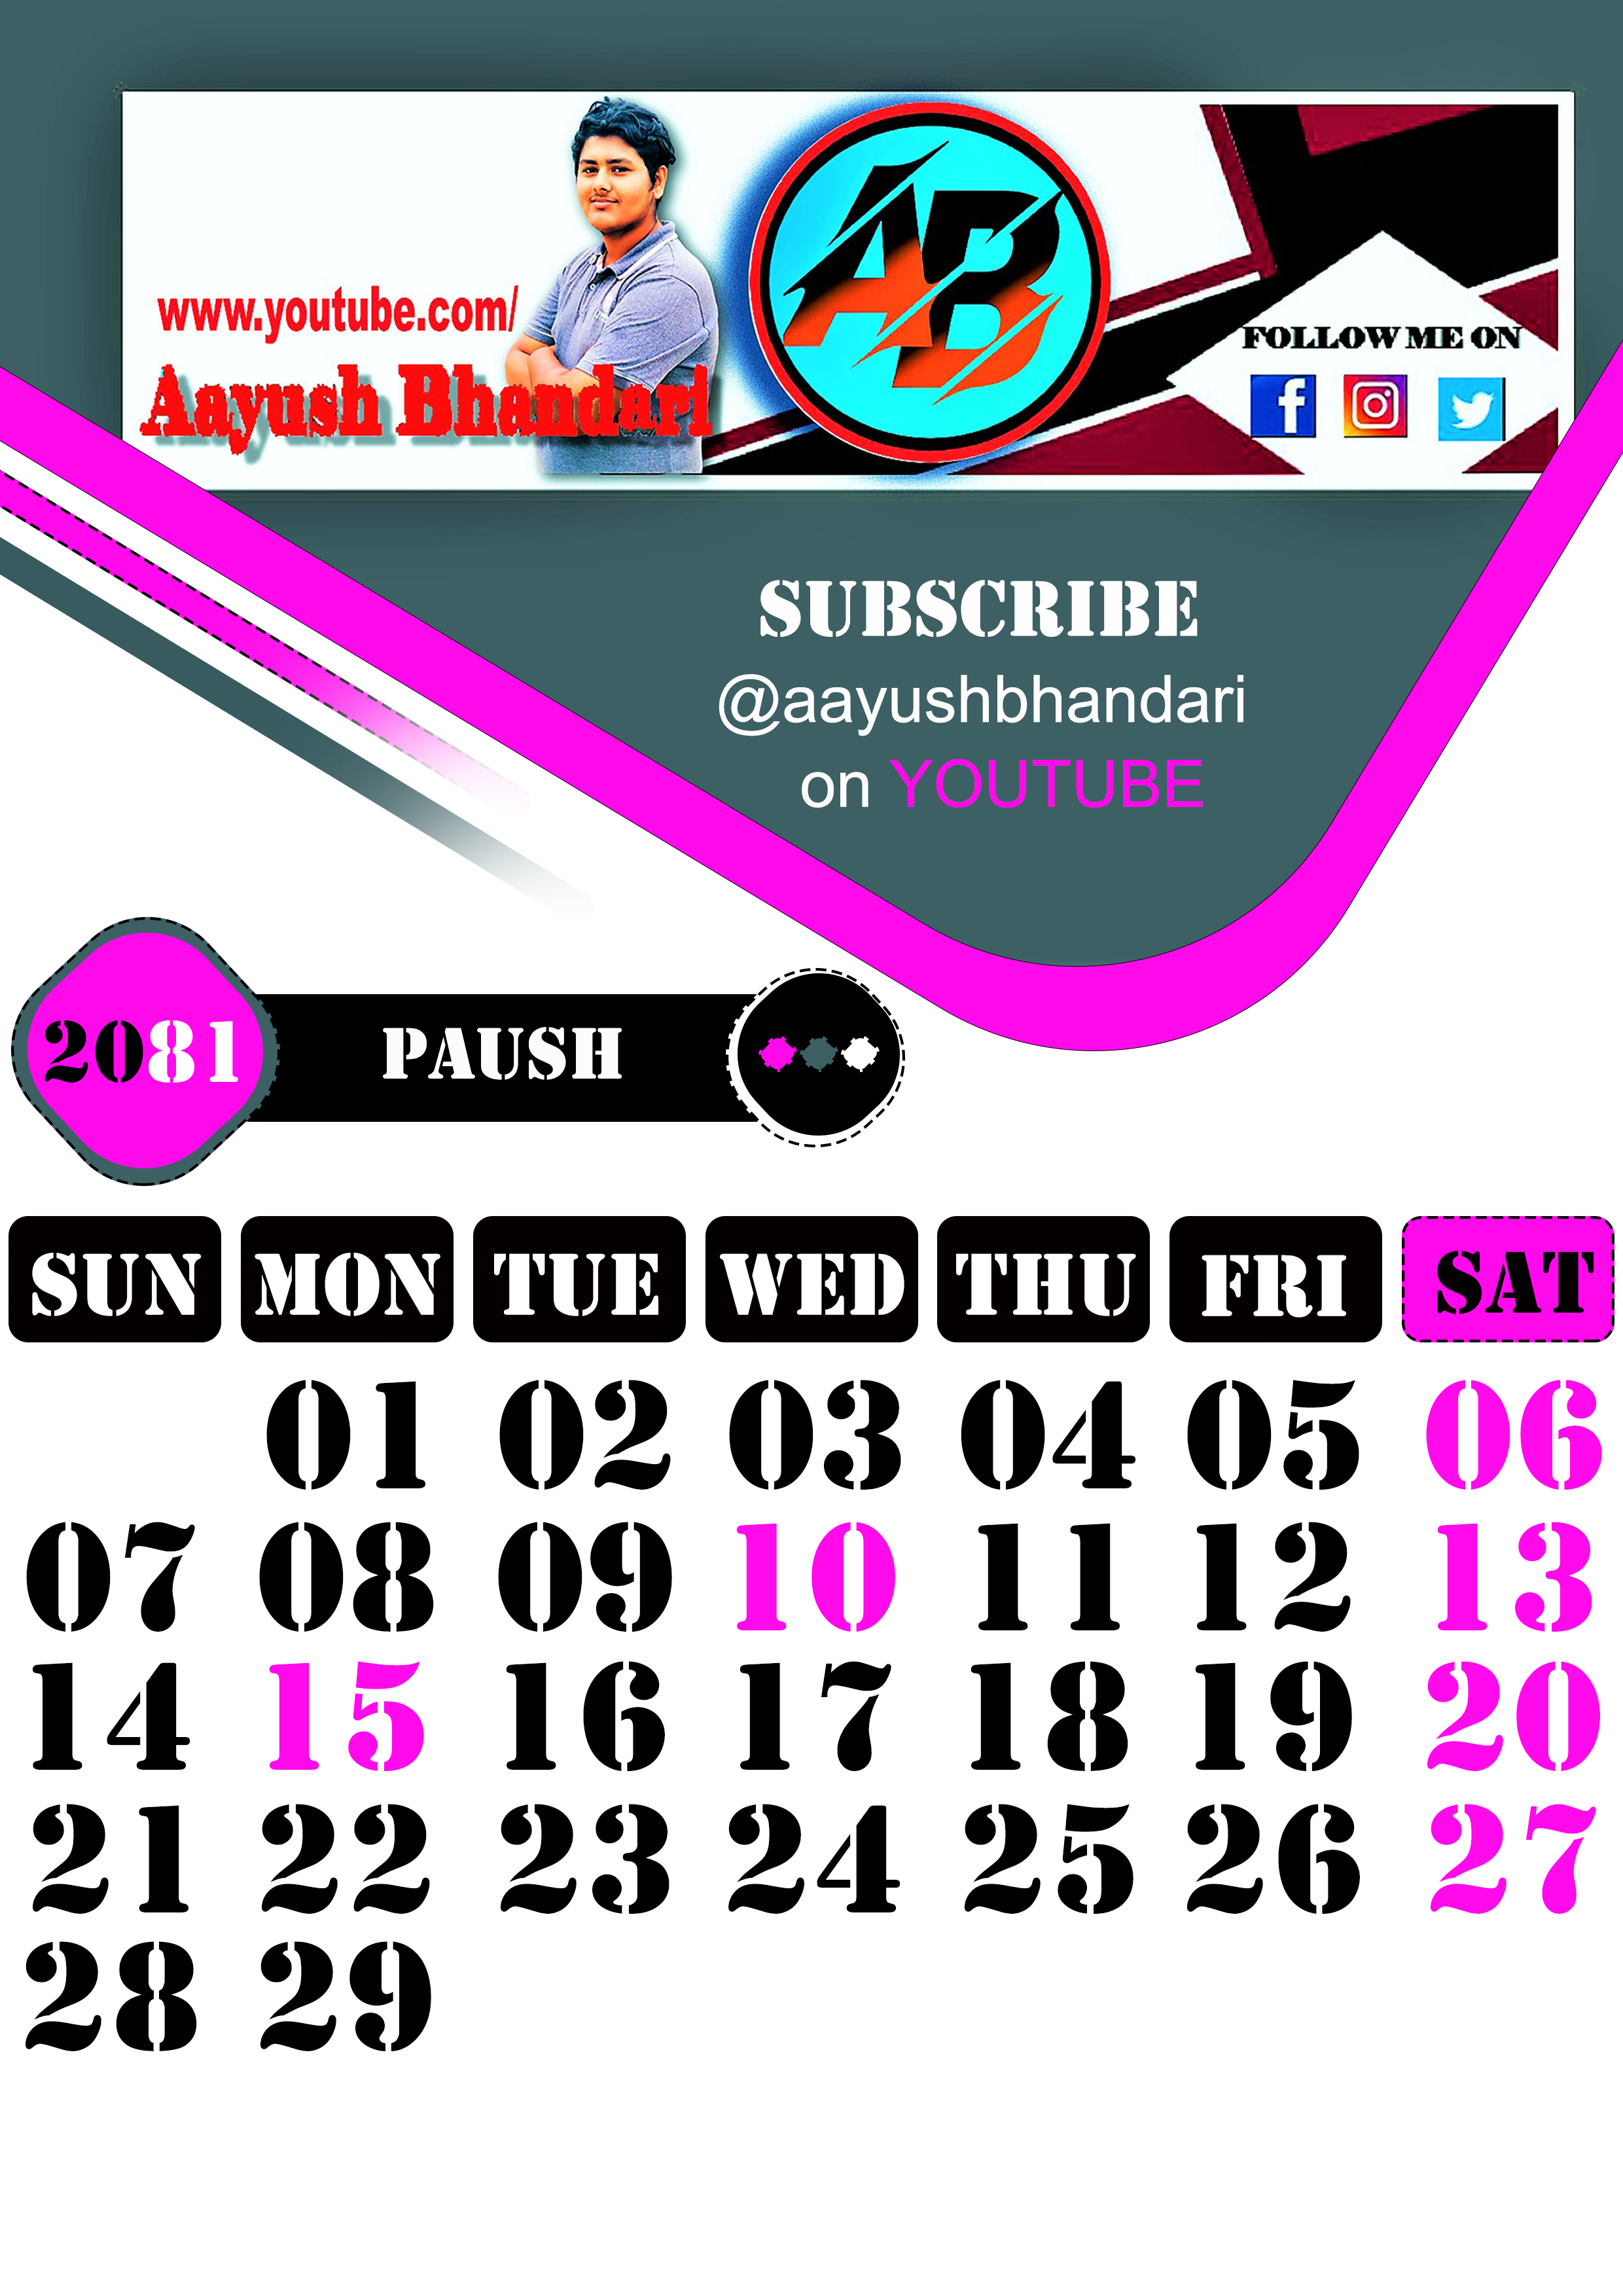 www.youtube.com/
Aayush Bhandari
AB
FOLLOW ME ON
SUBSCRIBE
@aayushbhandari
on YOUTUBE
2081 PAUSH
SUN MON TUE WED THU FRI SAT
01 02 03 04 05 06
07 08 09 10 11 12 13
14 15 16 17 18 19 20
21 22 23 24 25 26 27
28 29